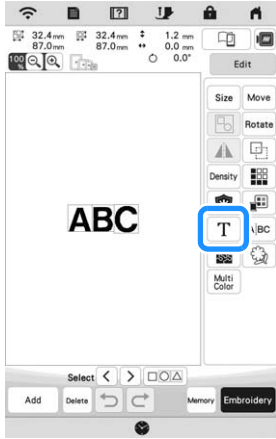 32.4mm 32.4mm 1.2 mm
87.0mm 87.0mm 0.0 mm
0.0°
100 %
Edit
Size Move
Rotate
Density
ABC
T BC
Multi Color
Select
Add Delete Memory Embroidery